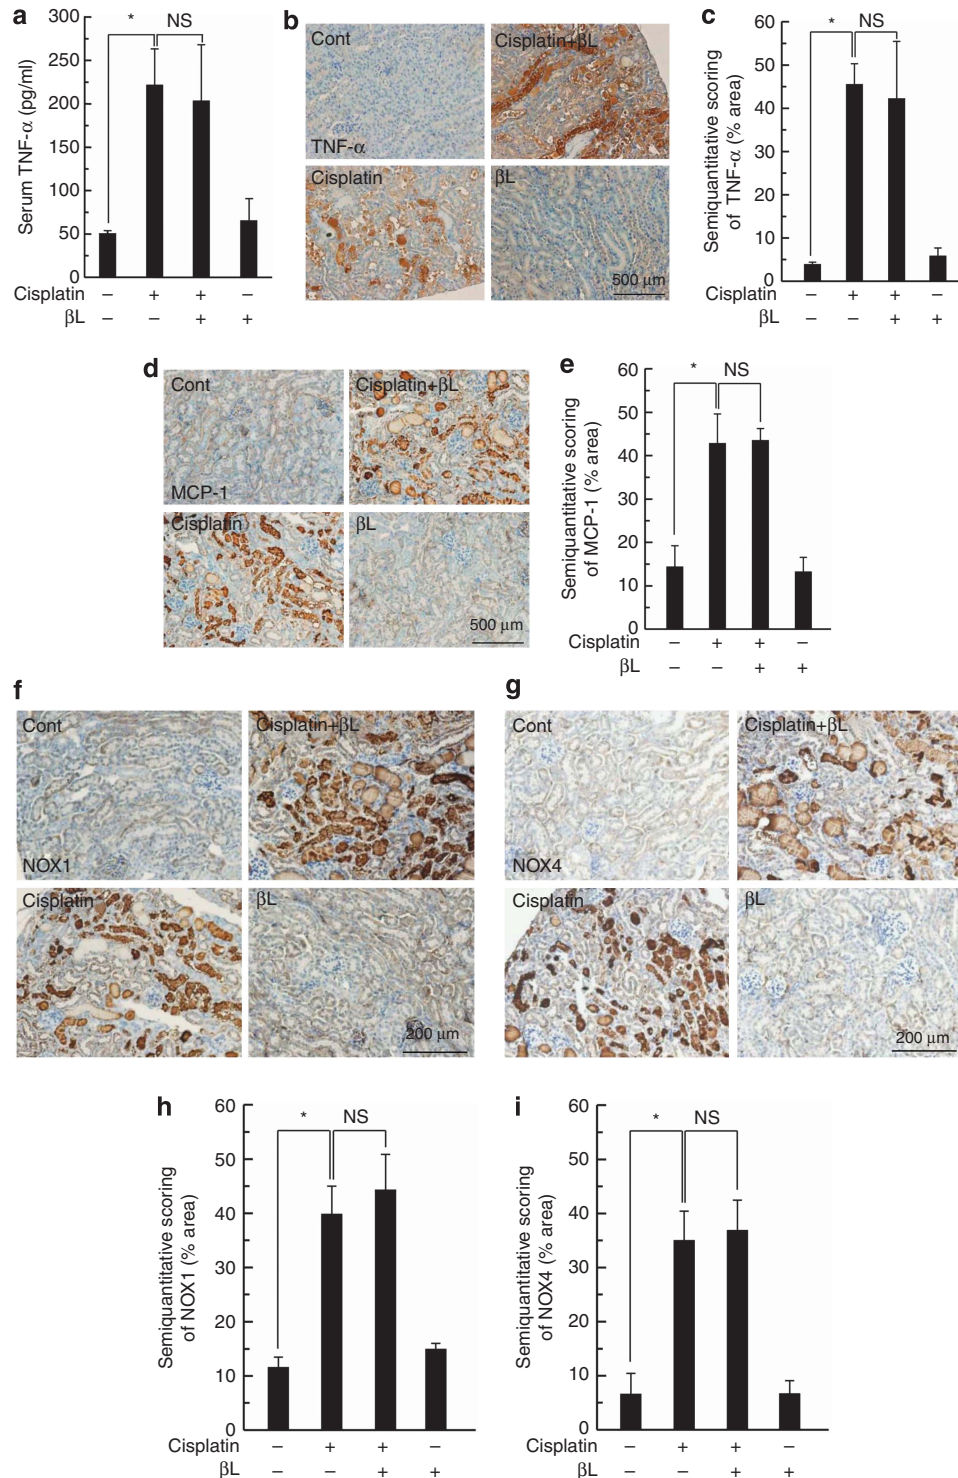 a
Serum TNF-α (pg/ml)
300
250
200
150
100
50
0
* NS
Cisplatin − + + −
βL − − + +
b
Cont
TNF-α
Cisplatin+βL
Cisplatin
βL
500 μm
c
Semiquantitative scoring
of TNF-α (% area)
60
50
40
30
20
10
0
* NS
Cisplatin − + + −
βL − − + +
d
Cont
MCP-1
Cisplatin+βL
Cisplatin
βL
500 μm
e
Semiquantitative scoring
of MCP-1 (% area)
60
50
40
30
20
10
0
* NS
Cisplatin − + + −
βL − − + +
f
Cont
NOX1
Cisplatin+βL
Cisplatin
βL
200 μm
g
Cont
NOX4
Cisplatin+βL
Cisplatin
βL
200 μm
h
Semiquantitative scoring
of NOX1 (% area)
60
50
40
30
20
10
0
* NS
Cisplatin − + + −
βL − − + +
i
Semiquantitative scoring
of NOX4 (% area)
60
50
40
30
20
10
0
* NS
Cisplatin − + + −
βL − − + +